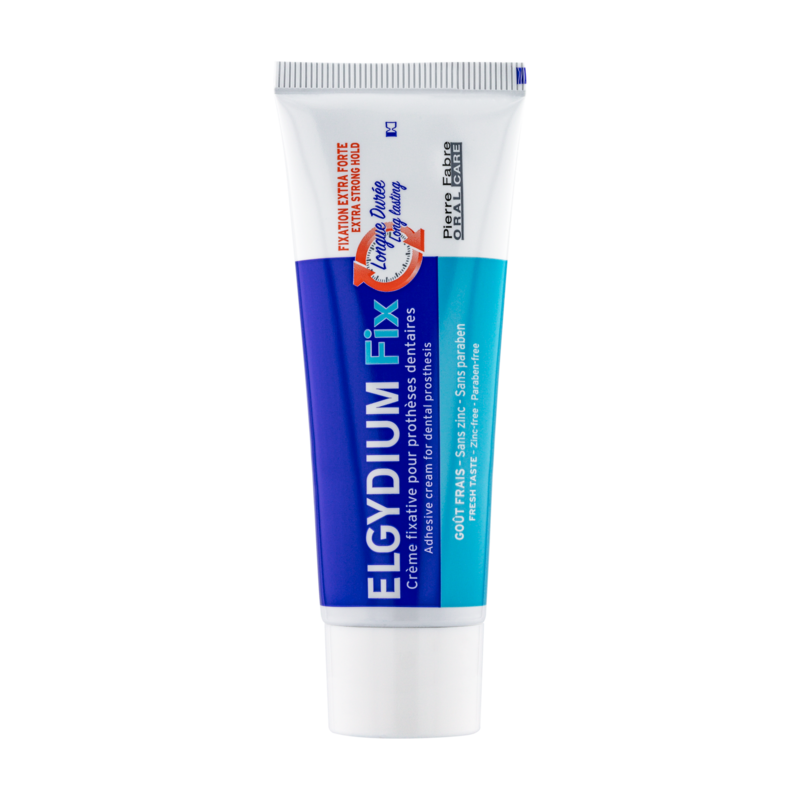 FIXATION EXTRA FORTE
EXTRA STRONG HOLD
Longue Durée
Long lasting
Pierre Fabre
ORAL CARE
ELGYDIUM Fix
Crème fixative pour prothèses dentaires
Adhesive cream for dental prosthesis
GOÛT FRAIS - Sans zinc - Sans paraben
FRESH TASTE - Zinc-free - Paraben-free